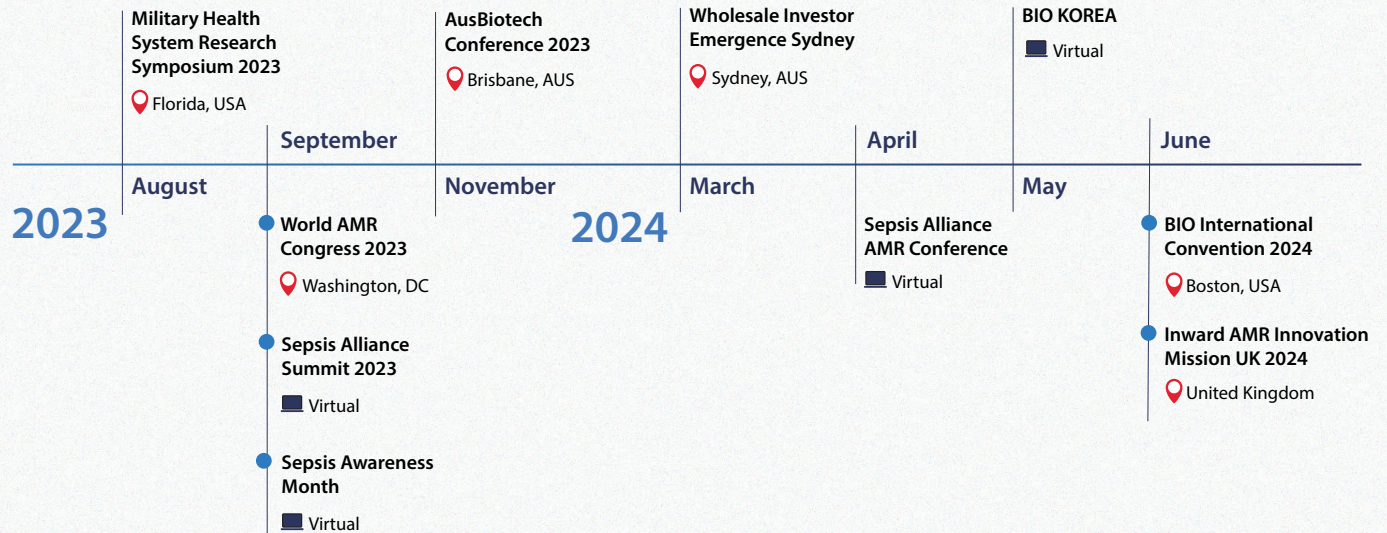 Military Health
System Research
Symposium 2023
Florida, USA
AusBiotech
Conference 2023
Brisbane, AUS
Wholesale Investor
Emergence Sydney
Sydney, AUS
BIO KOREA
Virtual
September
April
June
August
November
March
May
2023
2024
World AMR
Congress 2023
Washington, DC
Sepsis Alliance
Summit 2023
Virtual
Sepsis Awareness
Month
Virtual
Sepsis Alliance
AMR Conference
Virtual
BIO International
Convention 2024
Boston, USA
Inward AMR Innovation
Mission UK 2024
United Kingdom